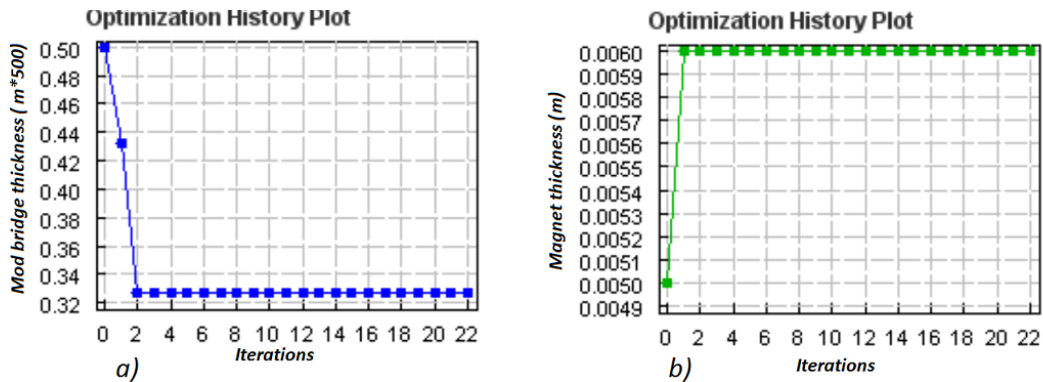 Optimization History Plot
Mod bridge thickness ( m*500)
0.50
0.48
0.46
0.44
0.42
0.40
0.38
0.36
0.34
0.32
0 2 4 6 8 10 12 14 16 18 20 22
Iterations
a)
Optimization History Plot
Magnet thickness (m)
0.0060
0.0059
0.0058
0.0057
0.0056
0.0055
0.0054
0.0053
0.0052
0.0051
0.0050
0.0049
0 2 4 6 8 10 12 14 16 18 20 22
Iterations
b)